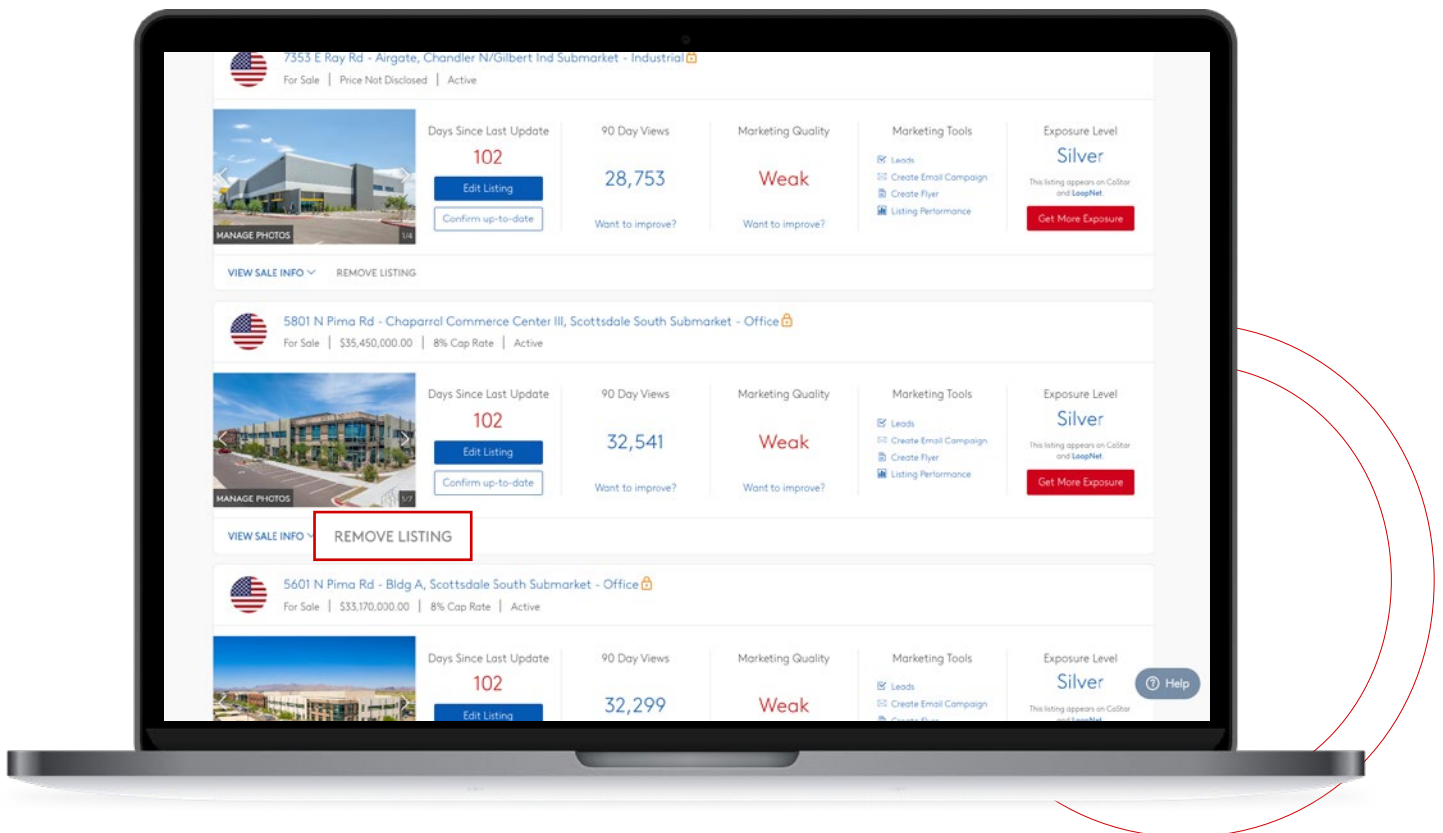 7353 E Ray Rd - Airgate, Chandler N/Gilbert Ind Submarket - Industrial
For Sale | Price Not Disclosed | Active
Days Since Last Update
102
Edit Listing
Confirm up-to-date
90 Day Views
28,753
Want to improve?
Marketing Quality
Weak
Want to improve?
Marketing Tools
Leads
Create Email Campaign
Create Flyer
Listing Performance
Exposure Level
Silver
This listing appears on CoStar
and LoopNet.
Get More Exposure
MANAGE PHOTOS
1/4
VIEW SALE INFO
REMOVE LISTING
5801 N Pima Rd - Chaparral Commerce Center III, Scottsdale South Submarket - Office
For Sale | $35,450,000.00 | 8% Cap Rate | Active
Days Since Last Update
102
Edit Listing
Confirm up-to-date
90 Day Views
32,541
Want to improve?
Marketing Quality
Weak
Want to improve?
Marketing Tools
Leads
Create Email Campaign
Create Flyer
Listing Performance
Exposure Level
Silver
This listing appears on CoStar
and LoopNet.
Get More Exposure
MANAGE PHOTOS
1/7
VIEW SALE INFO
REMOVE LISTING
5601 N Pima Rd - Bldg A, Scottsdale South Submarket - Office
For Sale | $33,170,000.00 | 8% Cap Rate | Active
Days Since Last Update
102
Edit Listing
90 Day Views
32,299
Marketing Quality
Weak
Marketing Tools
Leads
Create Email Campaign
Create Flyer
Exposure Level
Silver
This listing appears on CoStar
and LoopNet.
Help